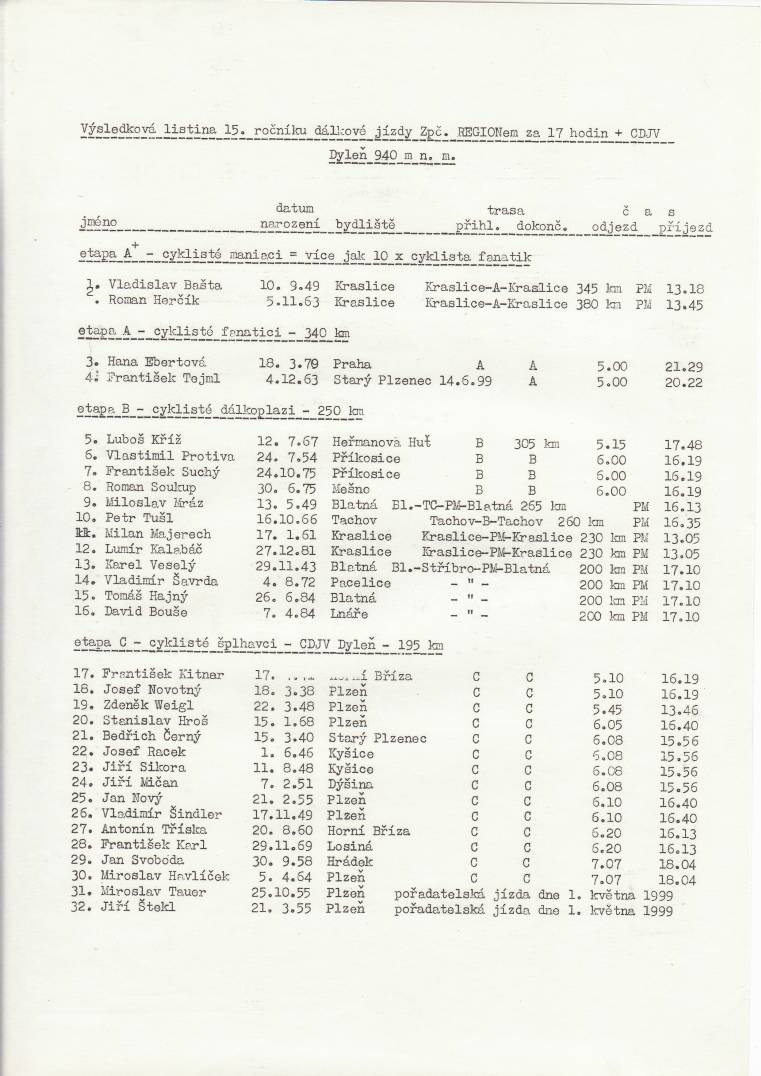 Výsledková listina 15. ročníku dálkové jízdy Zpč. REGIONem za 17 hodin + CDJV
Dyleň 940 m n. m.
datum trasa č a s
jméno narození bydliště přihl. dokonč. odjezd příjezd
etapa A+ - cyklisté maniaci = více jak 10 x cyklista fanatik
1. Vladislav Bašta 10. 9.49 Kraslice Kraslice-A-Kraslice 345 km PM 13.18
2. Roman Herčík 5.11.63 Kraslice Kraslice-A-Kraslice 380 km PM 13.45
etapa A - cyklisté fanatici - 340 km
3. Hana Ebertová 18. 3.79 Praha A A 5.00 21.29
4. František Tejml 4.12.63 Starý Plzenec 14.6.99 A 5.00 20.22
etapa B - cyklisté dálkoplazi - 250 km
5. Luboš Kříž 12. 7.67 Heřmanova Huť B 305 km 5.15 17.48
6. Vlastimil Protiva 24. 7.54 Příkosice B B 6.00 16.19
7. František Suchý 24.10.75 Příkosice B B 6.00 16.19
8. Roman Soukup 30. 6.75 Mešno B B 6.00 16.19
9. Miloslav Mráz 13. 5.49 Blatná Bl.-TC-PM-Blatná 265 km PM 16.13
10. Petr Tušl 16.10.66 Tachov Tachov-B-Tachov 260 km PM 16.35
11. Milan Majerech 17. 1.61 Kraslice Kraslice-PM-Kraslice 230 km PM 13.05
12. Lumír Kalabáč 27.12.81 Kraslice Kraslice-PM-Kraslice 230 km PM 13.05
13. Karel Veselý 29.11.43 Blatná Bl.-Stříbro-PM-Blatná 200 km PM 17.10
14. Vladimír Šavrda 4. 8.72 Pacelice - " - 200 km PM 17.10
15. Tomáš Hajný 26. 6.84 Blatná - " - 200 km PM 17.10
16. David Bouše 7. 4.84 Lnáře - " - 200 km PM 17.10
etapa C - cyklisté šplhavci - CDJV Dyleň - 195 km
17. František Kitnar 17. Horní Bříza C C 5.10 16.19
18. Josef Novotný 18. 3.38 Plzeň C C 5.10 16.19
19. Zdeněk Weigl 22. 3.48 Plzeň C C 5.45 13.46
20. Stanislav Hroš 15. 1.68 Plzeň C C 6.05 16.40
21. Bedřich Černý 15. 3.40 Starý Plzenec C C 6.08 15.56
22. Josef Racek 1. 6.46 Kyšice C C 6.08 15.56
23. Jiří Sikora 11. 8.48 Kyšice C C 6.08 15.56
24. Jiří Mičan 7. 2.51 Dýšina C C 6.08 15.56
25. Jan Nový 21. 2.55 Plzeň C C 6.10 16.40
26. Vladimír Šindler 17.11.49 Plzeň C C 6.10 16.40
27. Antonín Tříska 20. 8.60 Horní Bříza C C 6.20 16.13
28. František Karl 29.11.69 Losiná C C 6.20 16.13
29. Jan Svoboda 30. 9.58 Hrádek C C 7.07 18.04
30. Miroslav Havlíček 5. 4.64 Plzeň C C 7.07 18.04
31. Miroslav Tauer 25.10.55 Plzeň pořadatelská jízda dne 1. května 1999
32. Jiří Štekl 21. 3.55 Plzeň pořadatelská jízda dne 1. května 1999